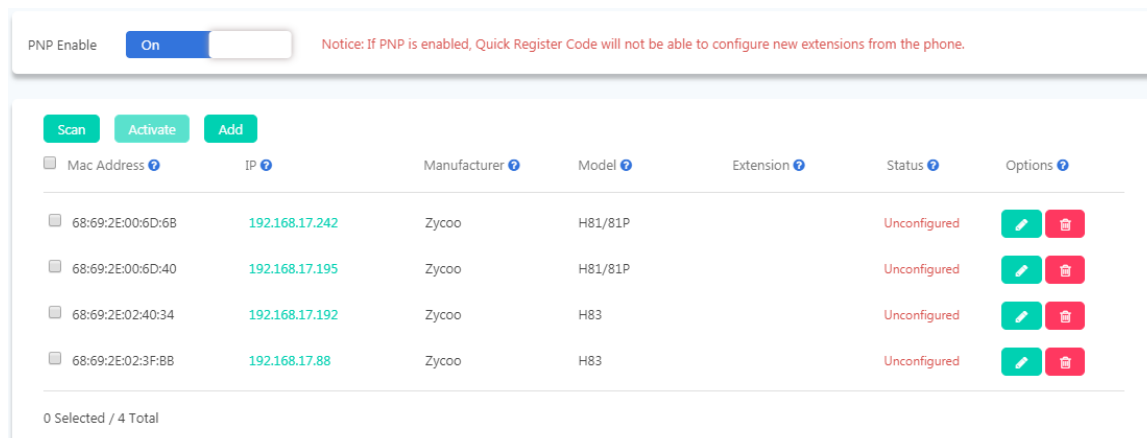 PNP Enable On Notice: If PNP is enabled, Quick Register Code will not be able to configure new extensions from the phone.
Scan Activate Add
Mac Address IP Manufacturer Model Extension Status Options
68:69:2E:00:6D:6B 192.168.17.242 Zycoo H81/81P Unconfigured
68:69:2E:00:6D:40 192.168.17.195 Zycoo H81/81P Unconfigured
68:69:2E:02:40:34 192.168.17.192 Zycoo H83 Unconfigured
68:69:2E:02:3F:BB 192.168.17.88 Zycoo H83 Unconfigured
0 Selected / 4 Total